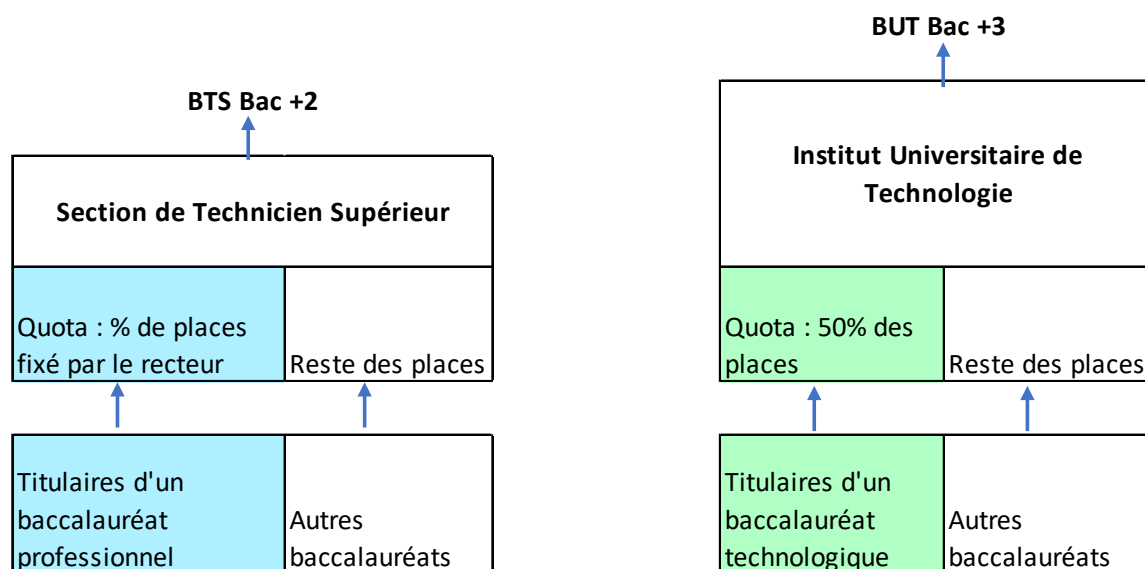 BTS Bac +2
Section de Technicien Supérieur
Quota : % de places
fixé par le recteur
Reste des places
Titulaires d'un
baccalauréat
professionnel
Autres
baccalauréats
BUT Bac +3
Institut Universitaire de
Technologie
Quota : 50% des
places
Reste des places
Titulaires d'un
baccalauréat
technologique
Autres
baccalauréats